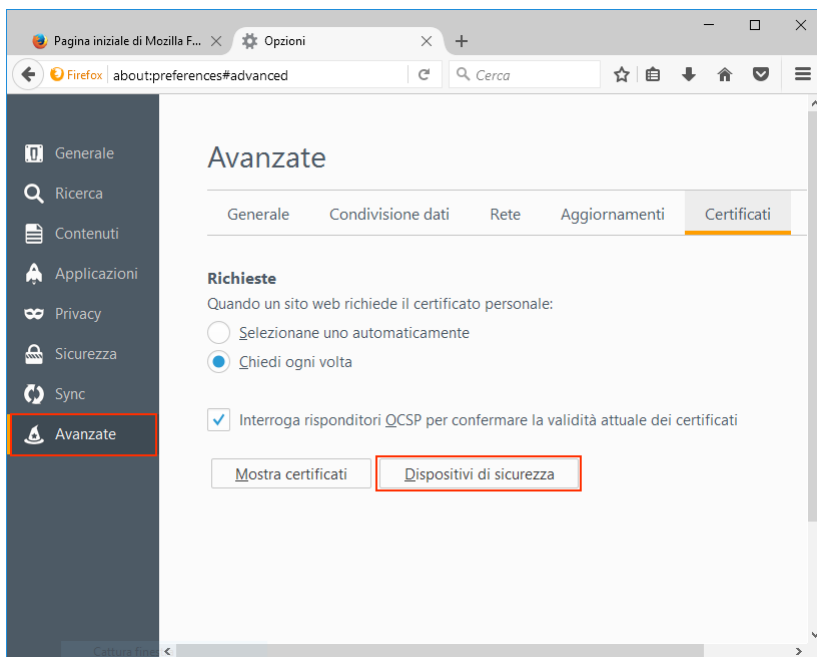 Pagina iniziale di Mozilla F...
Opzioni
Firefox about:preferences#advanced
Cerca
Generale
Ricerca
Contenuti
Applicazioni
Privacy
Sicurezza
Sync
Avanzate
Avanzate
Generale Condivisione dati Rete Aggiornamenti Certificati
Richieste
Quando un sito web richiede il certificato personale:
Selezionane uno automaticamente
Chiedi ogni volta
Interroga risponditori OCSP per confermare la validità attuale dei certificati
Mostra certificati Dispositivi di sicurezza
Cattura fine